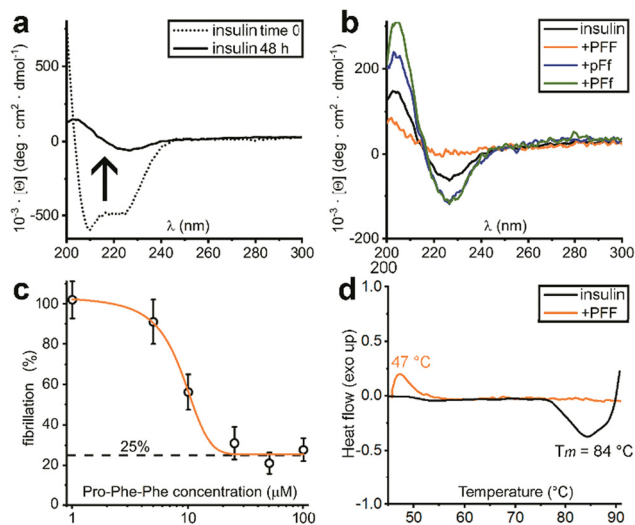 a
insulin time 0
insulin 48 h
10⁻³ · [Θ] (deg · cm² · dmol⁻¹)
500
0
-500
λ (nm)
200 220 240 260 280 300
b
insulin
+PFF
+pFf
+PFf
10⁻³ · [Θ] (deg · cm² · dmol⁻¹)
200
0
-200
λ (nm)
200 220 240 260 280 300
200
c
fibrillation (%)
100
80
60
40
20
0
25%
Pro-Phe-Phe concentration (μM)
1 10 100
d
insulin
+PFF
47 °C
Heat flow (exo up)
1.0
0.5
0.0
-0.5
-1.0
Tm = 84 °C
Temperature (°C)
50 60 70 80 90